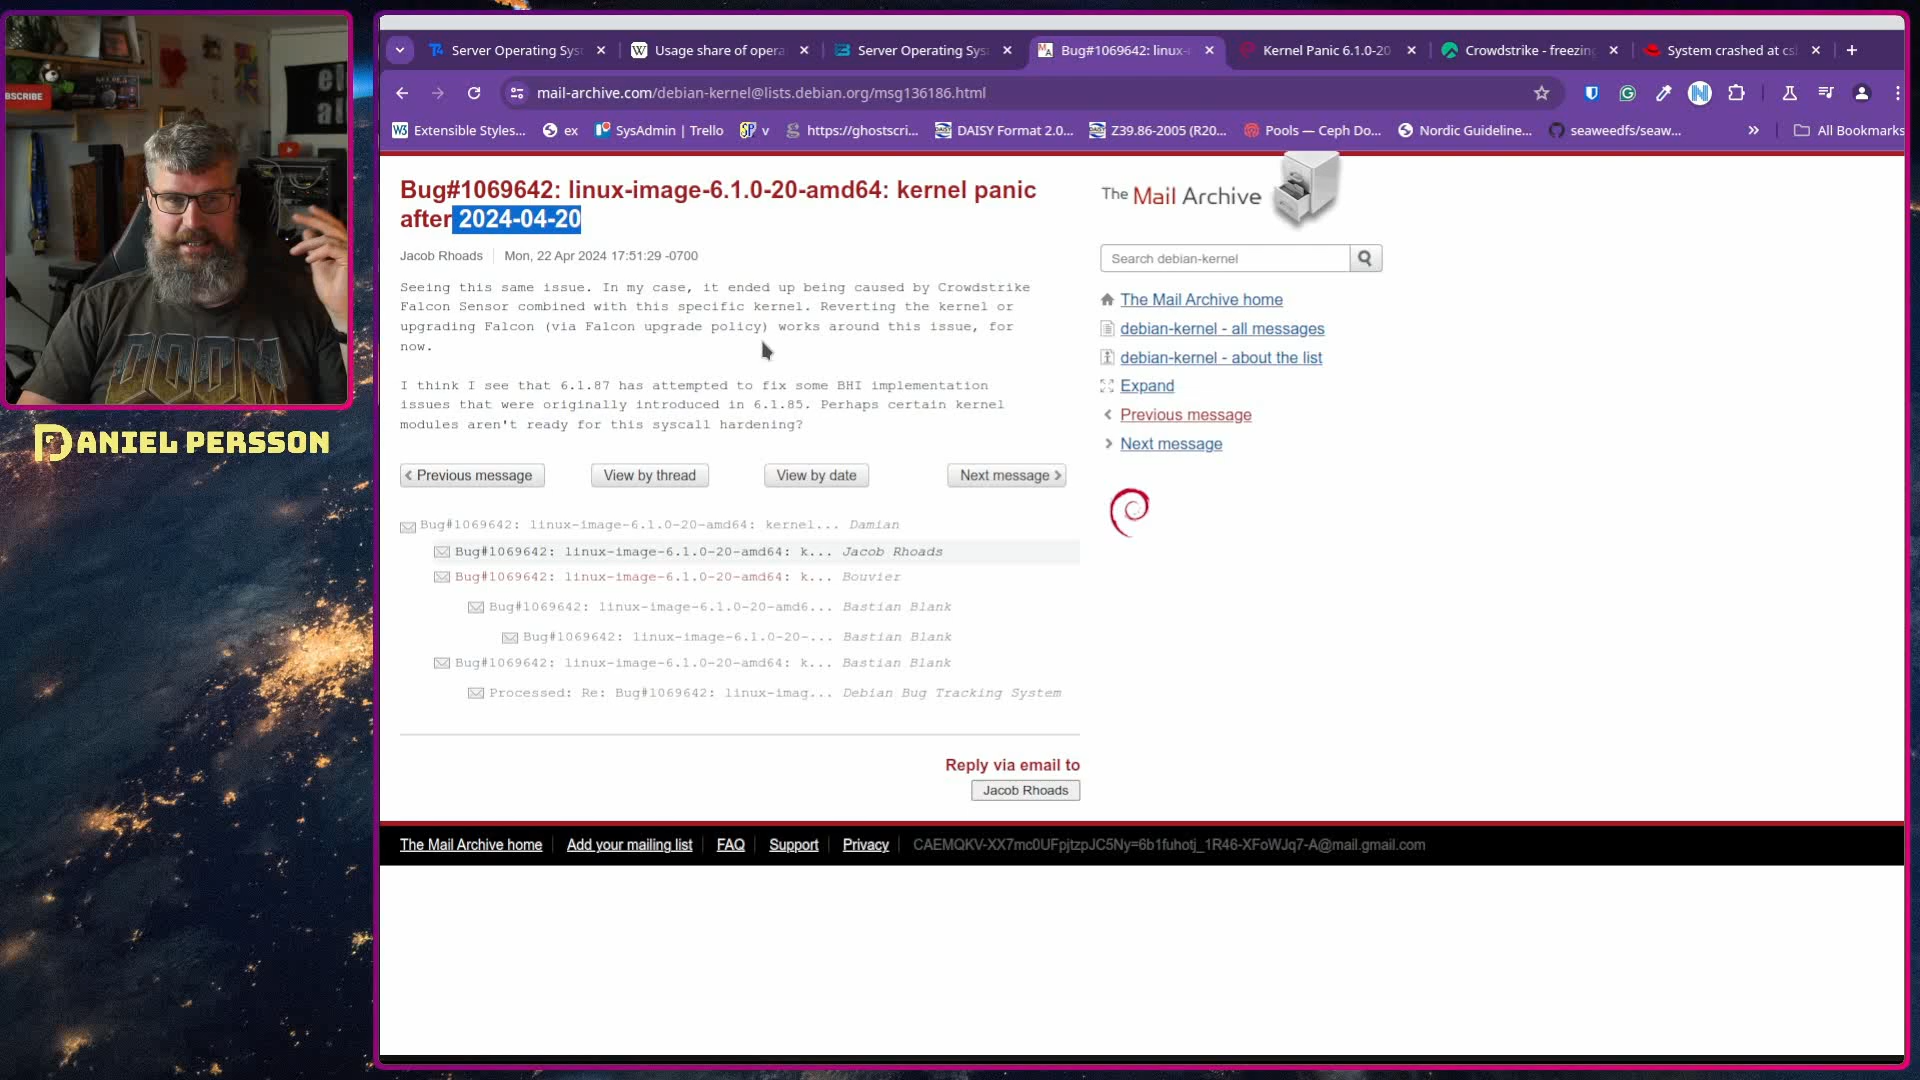 Server Operating Sys
Usage share of opera
Server Operating Sys
Bug#1069642: linux-i
Kernel Panic 6.1.0-20
Crowdstrike - freezing
System crashed at cs
mail-archive.com/debian-kernel@lists.debian.org/msg136186.html
Extensible Styles...
ex
SysAdmin | Trello
v
https://ghostscri...
DAISY Format 2.0...
Z39.86-2005 (R20...
Pools — Ceph Do...
Nordic Guideline...
seaweedfs/seaw...
»
All Bookmarks
BSCRIBE
DOOM
DANIEL PERSSON
Bug#1069642: linux-image-6.1.0-20-amd64: kernel panic
after 2024-04-20
Jacob Rhoads
Mon, 22 Apr 2024 17:51:29 -0700
Seeing this same issue. In my case, it ended up being caused by Crowdstrike
Falcon Sensor combined with this specific kernel. Reverting the kernel or
upgrading Falcon (via Falcon upgrade policy) works around this issue, for
now.
I think I see that 6.1.87 has attempted to fix some BHI implementation
issues that were originally introduced in 6.1.85. Perhaps certain kernel
modules aren't ready for this syscall hardening?
Previous message
View by thread
View by date
Next message
Bug#1069642: linux-image-6.1.0-20-amd64: kernel... Damian
Bug#1069642: linux-image-6.1.0-20-amd64: k... Jacob Rhoads
Bug#1069642: linux-image-6.1.0-20-amd64: k... Bouvier
Bug#1069642: linux-image-6.1.0-20-amd6... Bastian Blank
Bug#1069642: linux-image-6.1.0-20-... Bastian Blank
Bug#1069642: linux-image-6.1.0-20-amd64: k... Bastian Blank
Processed: Re: Bug#1069642: linux-imag... Debian Bug Tracking System
Reply via email to
Jacob Rhoads
The Mail Archive
Search debian-kernel
The Mail Archive home
debian-kernel - all messages
debian-kernel - about the list
Expand
Previous message
Next message
The Mail Archive home
Add your mailing list
FAQ
Support
Privacy
CAEMQKV-XX7mc0UFpjtzpJC5Ny=6b1fuhotj_1R46-XFoWJq7-A@mail.gmail.com